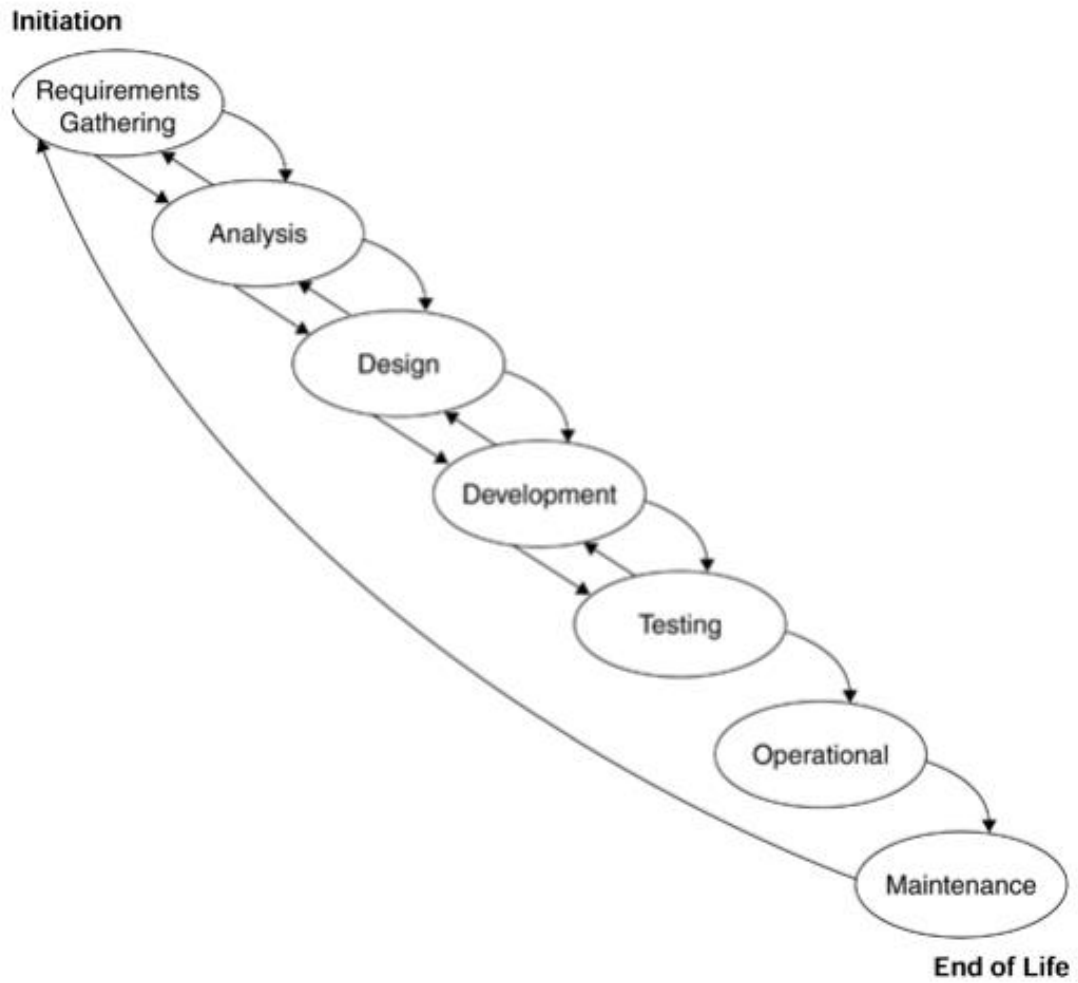 Initiation
Requirements
Gathering
Analysis
Design
Development
Testing
Operational
Maintenance
End of Life